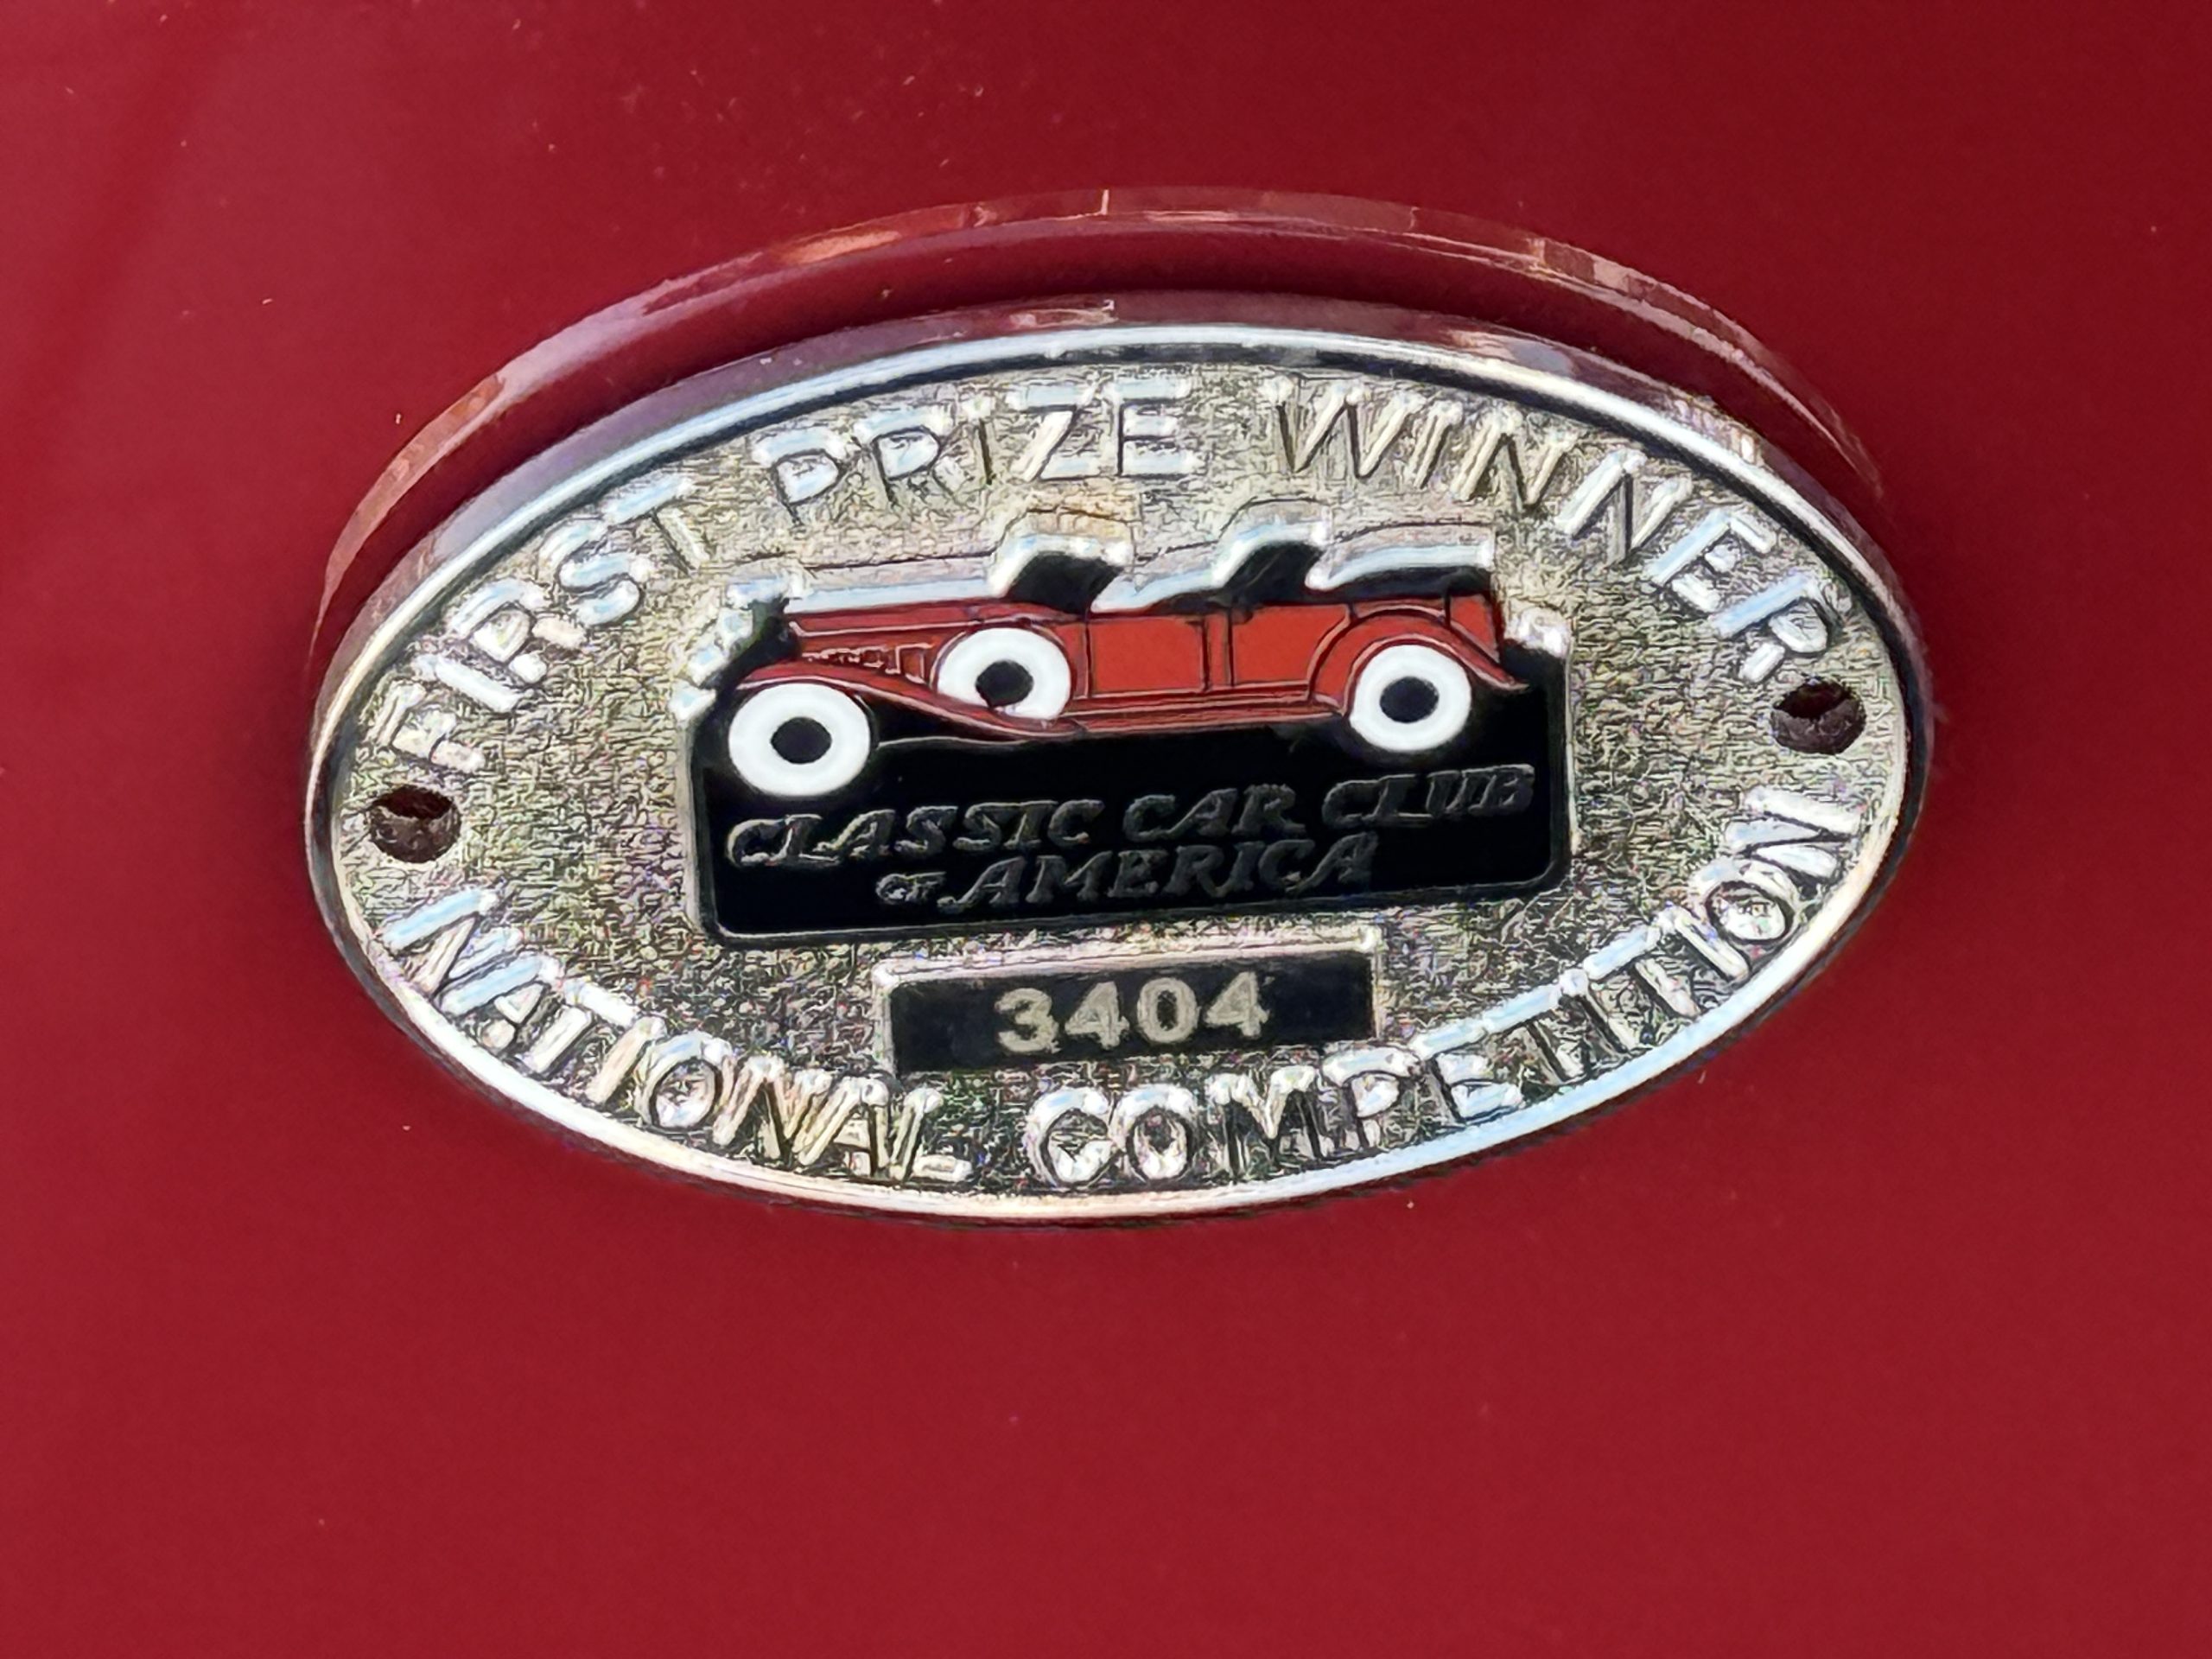 FIRST PRIZE WINNER
CLASSIC CAR CLUB
OF AMERICA
3404
NATIONAL COMPETITION